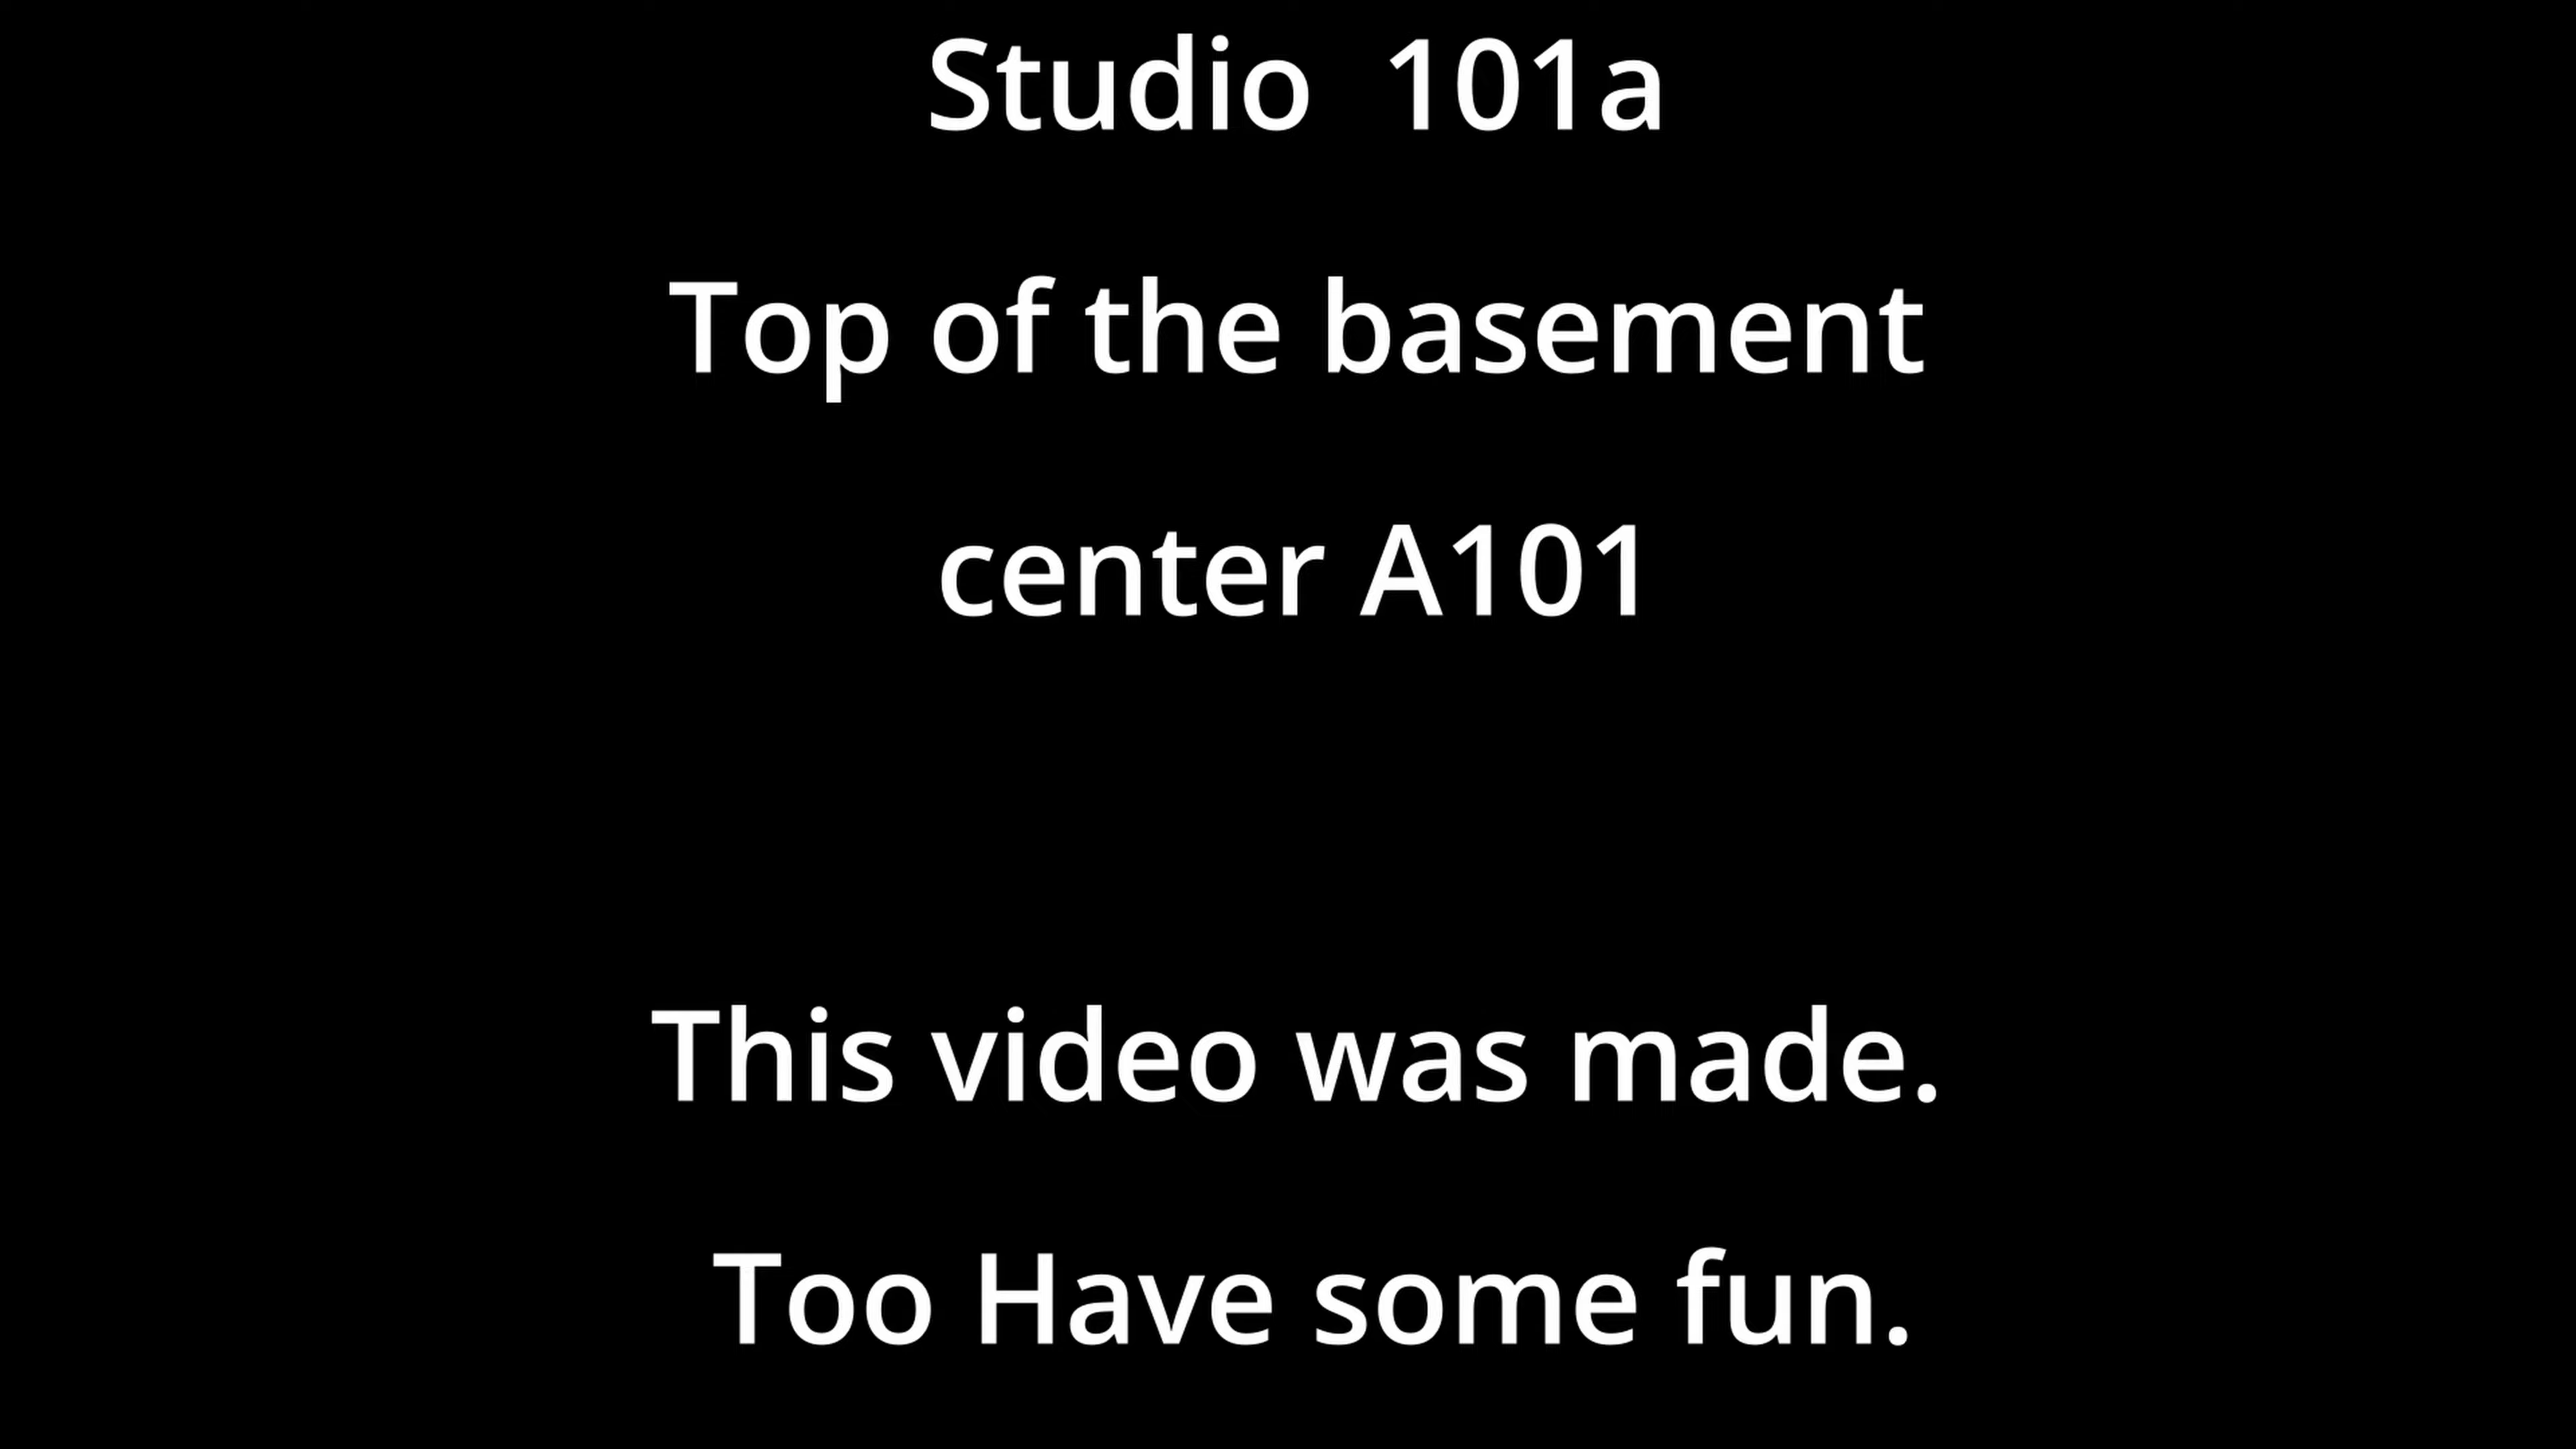 Studio  101a
Top of the basement
center A101
This video was made.
Too Have some fun.